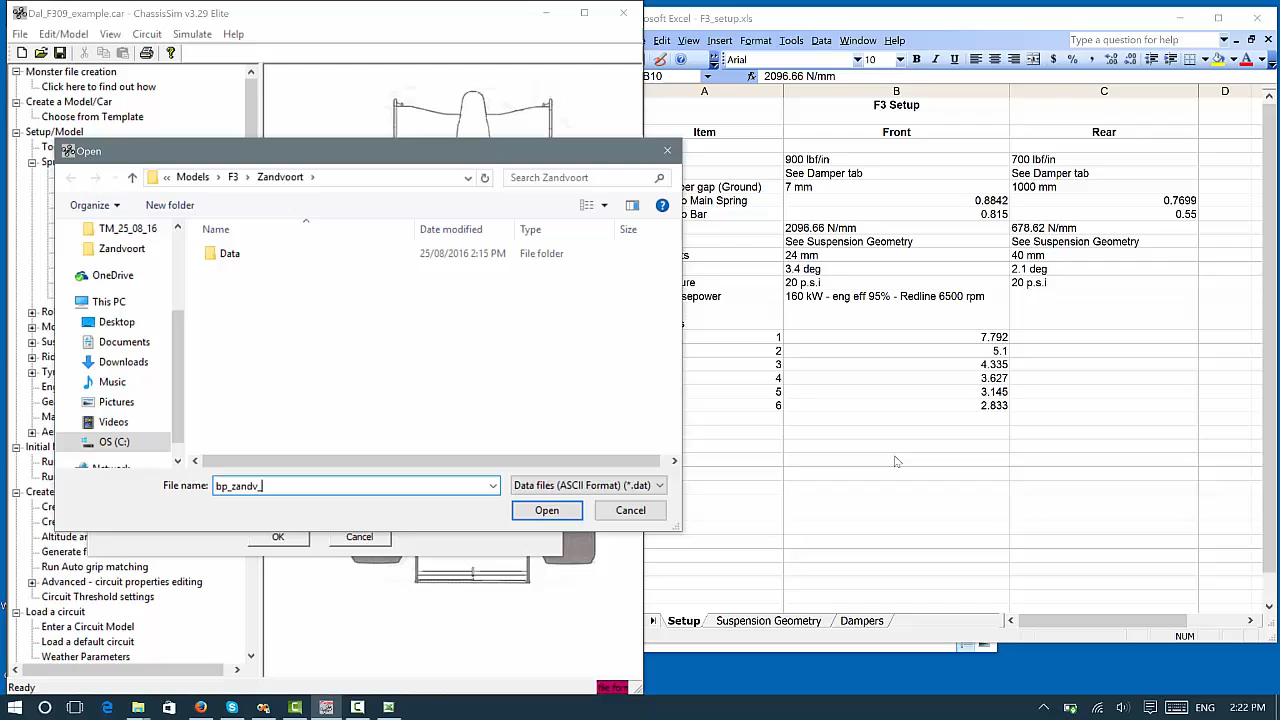 Dal_F309_example.car - ChassisSim v3.29 Elite
File Edit/Model View Circuit Simulate Help
Monster file creation
Click here to find out how
Create a Model/Car
Choose from Template
Setup/Model
Open
Models F3 Zandvoort
Search Zandvoort
Organize New folder
TM_25_08_16
Zandvoort
OneDrive
This PC
Desktop
Documents
Downloads
Music
Pictures
Videos
OS (C:)
Name Date modified Type Size
Data 25/08/2016 2:15 PM File folder
File name: bp_zandv_
Data files (ASCII Format) (*.dat)
Open Cancel
OK Cancel
Run Auto grip matching
Advanced - circuit properties editing
Circuit Threshold settings
Load a circuit
Enter a Circuit Model
Load a default circuit
Weather Parameters
Ready
osoft Excel - F3_setup.xls
Edit View Insert Format Tools Data Window Help
Type a question for help
Arial 10
B10 2096.66 N/mm
A B C D
F3 Setup
Item Front Rear
900 lbf/in 700 lbf/in
See Damper tab See Damper tab
per gap (Ground) 7 mm 1000 mm
o Main Spring 0.8842 0.7699
o Bar 0.815 0.55
2096.66 N/mm 678.62 N/mm
See Suspension Geometry See Suspension Geometry
24 mm 40 mm
3.4 deg 2.1 deg
ure 20 p.s.i 20 p.s.i
sepower 160 kW - eng eff 95% - Redline 6500 rpm
1 7.792
2 5.1
3 4.335
4 3.627
5 3.145
6 2.833
Setup Suspension Geometry Dampers
NUM
ENG 2:22 PM